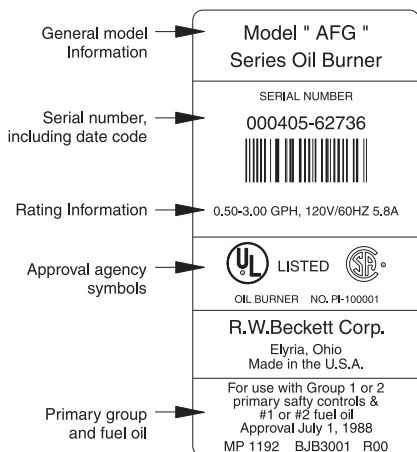 General model
Information
Model " AFG "
Series Oil Burner
Serial number,
including date code
SERIAL NUMBER
000405-62736
Rating Information
0.50-3.00 GPH, 120V/60HZ 5.8A
Approval agency
symbols
UL LISTED SA
OIL BURNER NO. PI-100001
R.W.Beckett Corp.
Elyria, Ohio
Made in the U.S.A.
Primary group
and fuel oil
For use with Group 1 or 2
primary safty controls &
#1 or #2 fuel oil
Approval July 1, 1988
MP 1192 BJB3001 R00